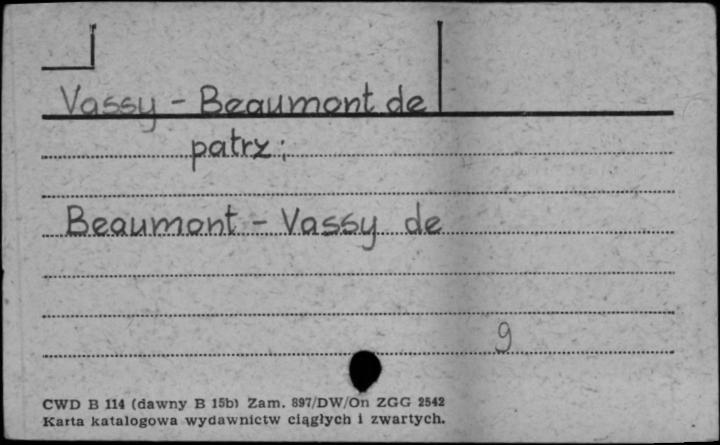 Vassy - Beaumont de
patrz:
Beaumont - Vassy de
9
CWD B 114 (dawny B 15b) Zam. 897/DW/On ZGG 2542
Karta katalogowa wydawnictw ciągłych i zwartych.